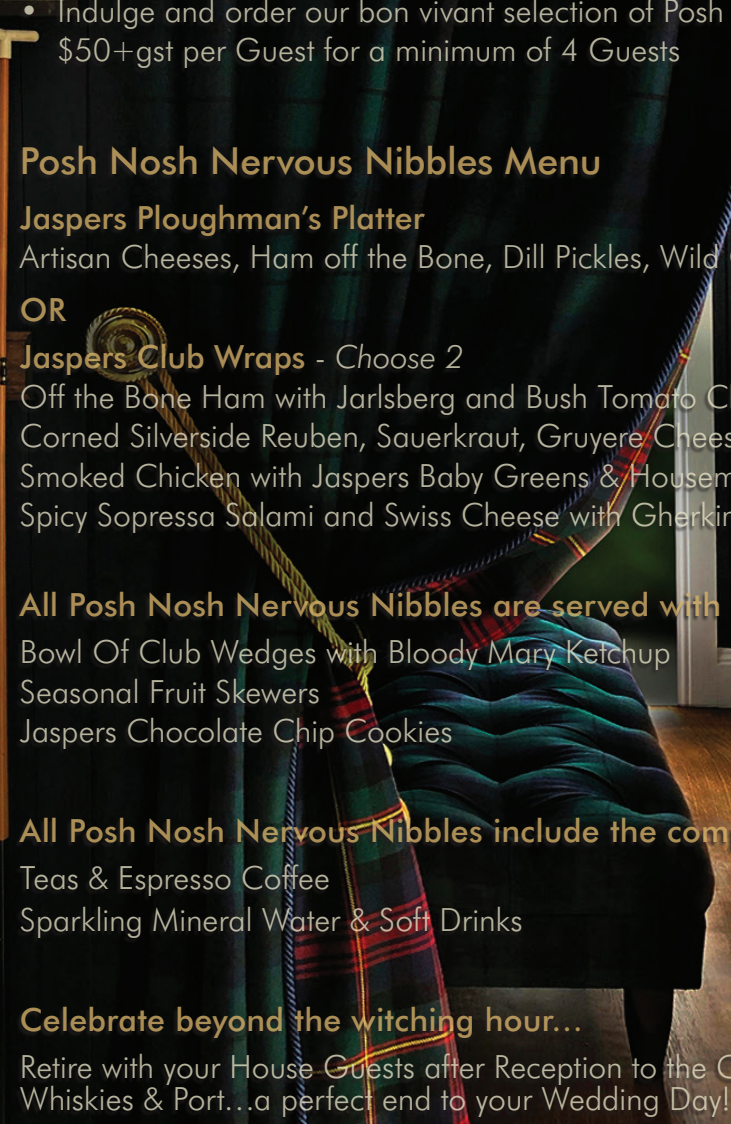 • Indulge and order our bon vivant selection of Posh
$50+gst per Guest for a minimum of 4 Guests
Posh Nosh Nervous Nibbles Menu
Jaspers Ploughman's Platter
Artisan Cheeses, Ham off the Bone, Dill Pickles, Wild
OR
Jaspers Club Wraps - Choose 2
Off the Bone Ham with Jarlsberg and Bush Tomato
Corned Silverside Reuben, Sauerkraut, Gruyere
Smoked Chicken with Jaspers Baby Greens &
Spicy Sopressa Salami and Swiss Cheese with
All Posh Nosh Nervous Nibbles are served with
Bowl Of Club Wedges with Bloody Mary Ketchup
Seasonal Fruit Skewers
Jaspers Chocolate Chip Cookies
All Posh Nosh Nervous Nibbles include the
Teas & Espresso Coffee
Sparkling Mineral Water & Soft Drinks
Celebrate beyond the witching hour...
Retire with your House Guests after Reception to the
Whiskies & Port...a perfect end to your Wedding Day!